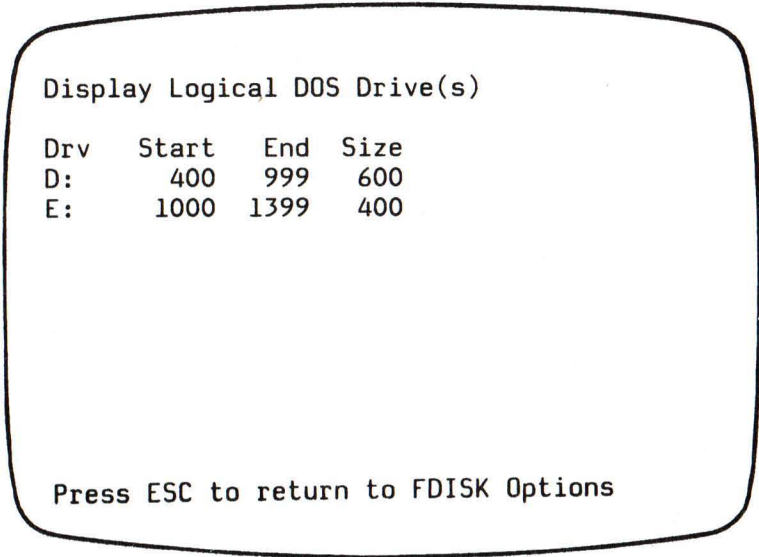 Display Logical DOS Drive(s)
Drv Start End Size
D: 400 999 600
E: 1000 1399 400
Press ESC to return to FDISK Options